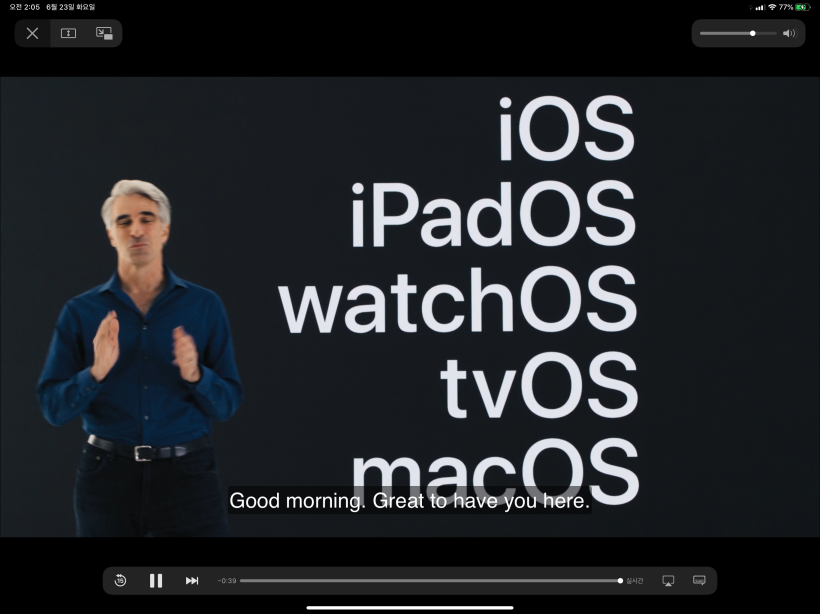 오전 2:05 6월 23일 화요일
77%
iOS
iPadOS
watchOS
tvOS
macOS
Good morning. Great to have you here.
15
-0:39
실시간